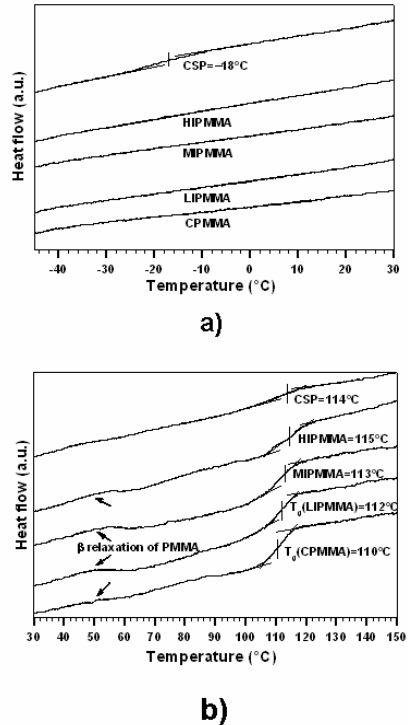 Heat flow (a.u.)
CSP=–18°C
HIPMMA
MIPMMA
LIPMMA
CPMMA
-40 -30 -20 -10 0 10 20 30
Temperature (°C)
a)
Heat flow (a.u.)
CSP=114°C
HIPMMA=115°C
MIPMMA=113°C
β relaxation of PMMA
Tg(LIPMMA)=112°C
Tg(CPMMA)=110°C
30 40 50 60 70 80 90 100 110 120 130 140 150
Temperature (°C)
b)